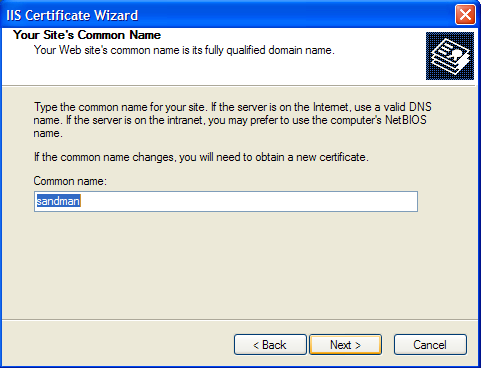 IIS Certificate Wizard
Your Site's Common Name
Your Web site's common name is its fully qualified domain name.
Type the common name for your site. If the server is on the Internet, use a valid DNS
name. If the server is on the intranet, you may prefer to use the computer's NetBIOS
name.
If the common name changes, you will need to obtain a new certificate.
Common name:
sandman
< Back
Next >
Cancel